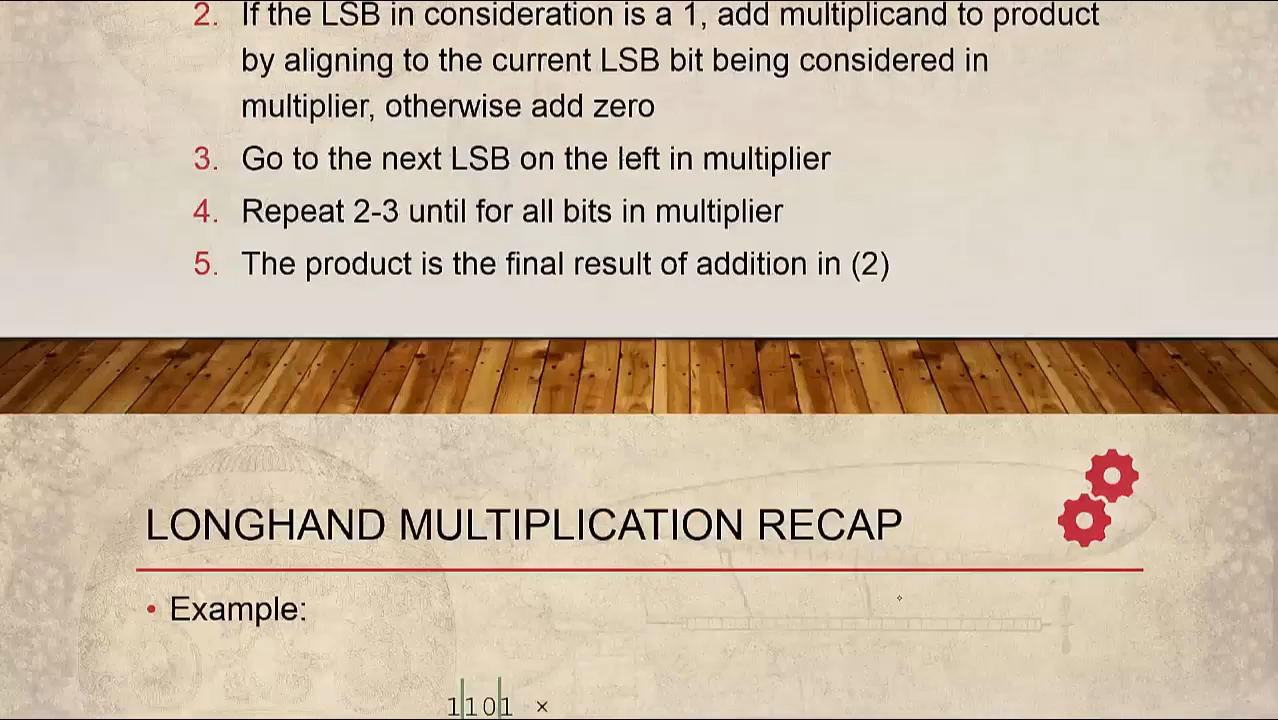 2. If the LSB in consideration is a 1, add multiplicand to product
by aligning to the current LSB bit being considered in
multiplier, otherwise add zero
3. Go to the next LSB on the left in multiplier
4. Repeat 2-3 until for all bits in multiplier
5. The product is the final result of addition in (2)
LONGHAND MULTIPLICATION RECAP
• Example:
1101 ×